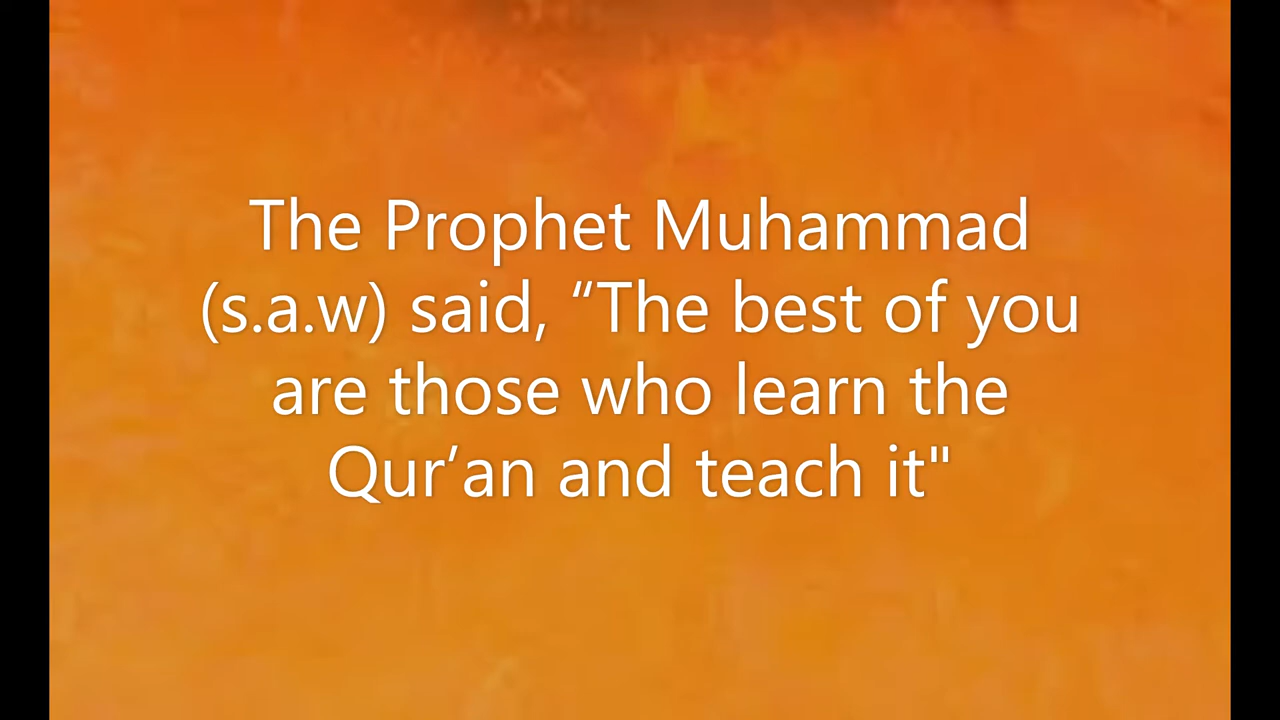 The Prophet Muhammad
(s.a.w) said, “The best of you
are those who learn the
Qur’an and teach it"